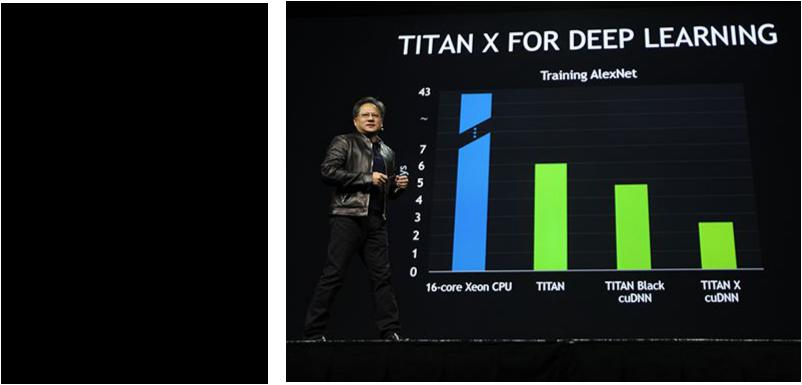 TITAN X FOR DEEP LEARNING
Training AlexNet
43
~
7
6
5
4
3
2
1
0
16-core Xeon CPU
TITAN
TITAN Black
cuDNN
TITAN X
cuDNN